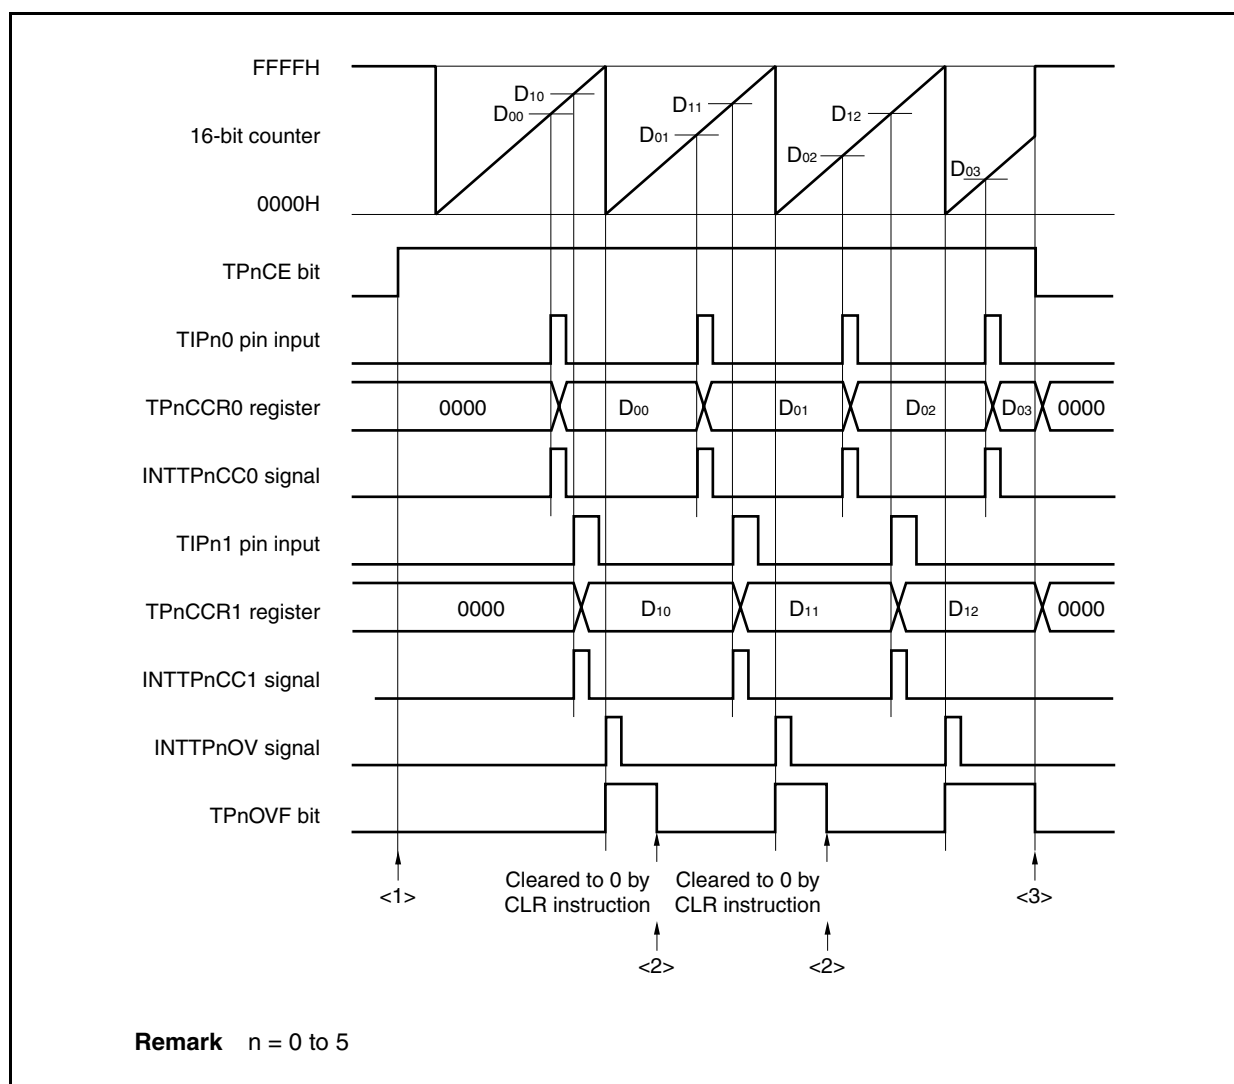 FFFFH
D10
D00
D11
D01
D12
D02
D03
16-bit counter
0000H
TPnCE bit
TIPn0 pin input
TPnCCR0 register 0000 D00 D01 D02 D03 0000
INTTPnCC0 signal
TIPn1 pin input
TPnCCR1 register 0000 D10 D11 D12 0000
INTTPnCC1 signal
INTTPnOV signal
TPnOVF bit
<1>
Cleared to 0 by
CLR instruction
<2>
Cleared to 0 by
CLR instruction
<2>
<3>
Remark n = 0 to 5